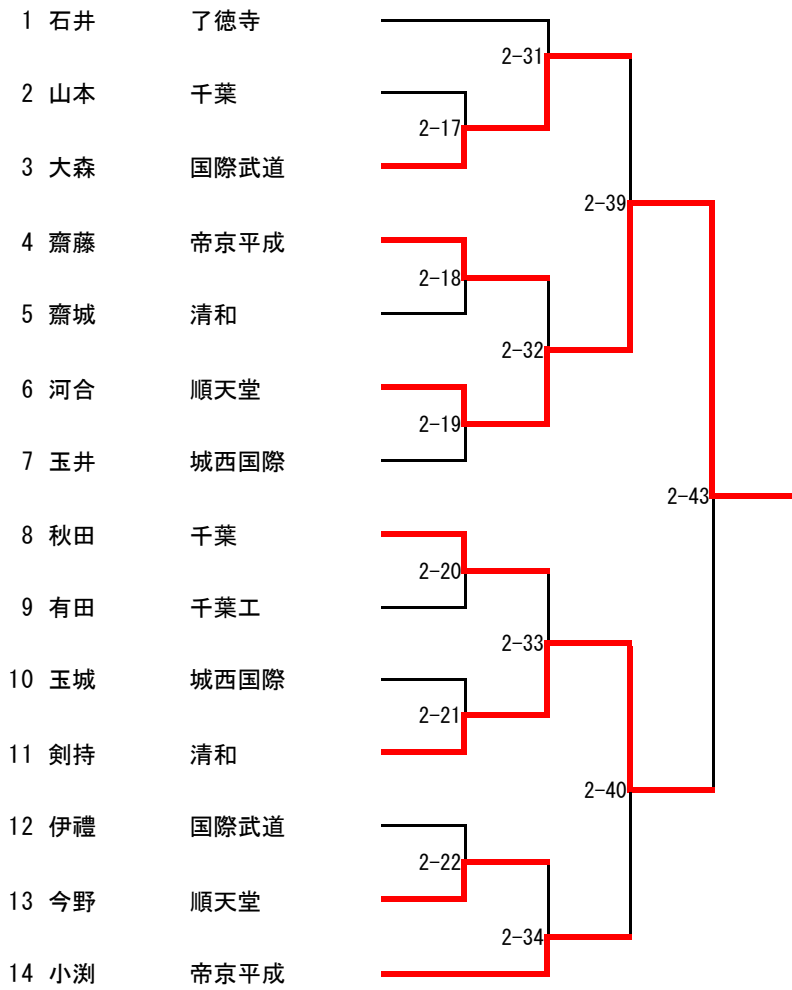 1 石井 了徳寺
2-31
2 山本 千葉
2-17
3 大森 国際武道
2-39
4 齋藤 帝京平成
2-18
5 齋城 清和
2-32
6 河合 順天堂
2-19
7 玉井 城西国際
2-43
8 秋田 千葉
2-20
9 有田 千葉工
2-33
10 玉城 城西国際
2-21
11 剣持 清和
2-40
12 伊禮 国際武道
2-22
13 今野 順天堂
2-34
14 小渕 帝京平成